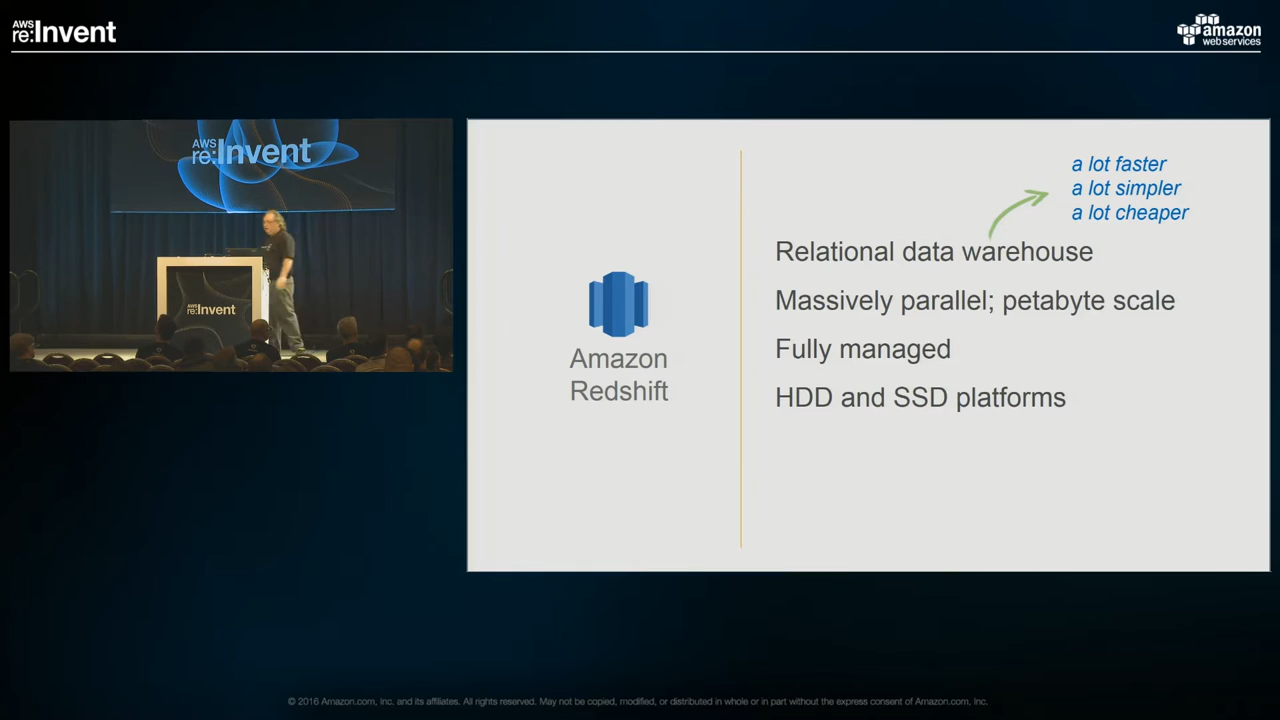 AWS
re:Invent
amazon
web services
AWS
re:Invent
AWS
re:Invent
Amazon
Redshift
a lot faster
a lot simpler
a lot cheaper
Relational data warehouse
Massively parallel; petabyte scale
Fully managed
HDD and SSD platforms
© 2016 Amazon.com, Inc. and its affiliates. All rights reserved. May not be copied, modified, or distributed in whole or in part without the express consent of Amazon.com, Inc.